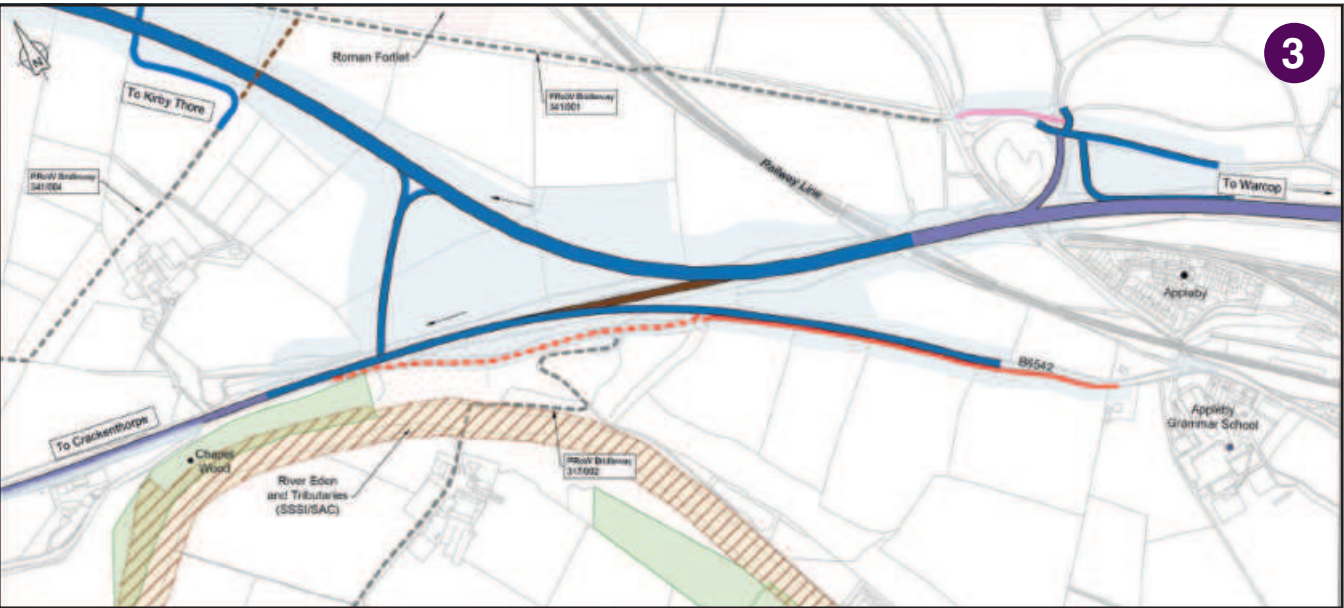 3
N
Roman Fortlet
To Kirby Thore
PRoW Bridleway
341/001
PRoW Bridleway
341/004
Railway Line
To Warcop
Appleby
B6542
To Crackenthorpe
Chapel
Wood
Appleby
Grammar School
PRoW Bridleway
317/002
River Eden
and Tributaries
(SSSI/SAC)